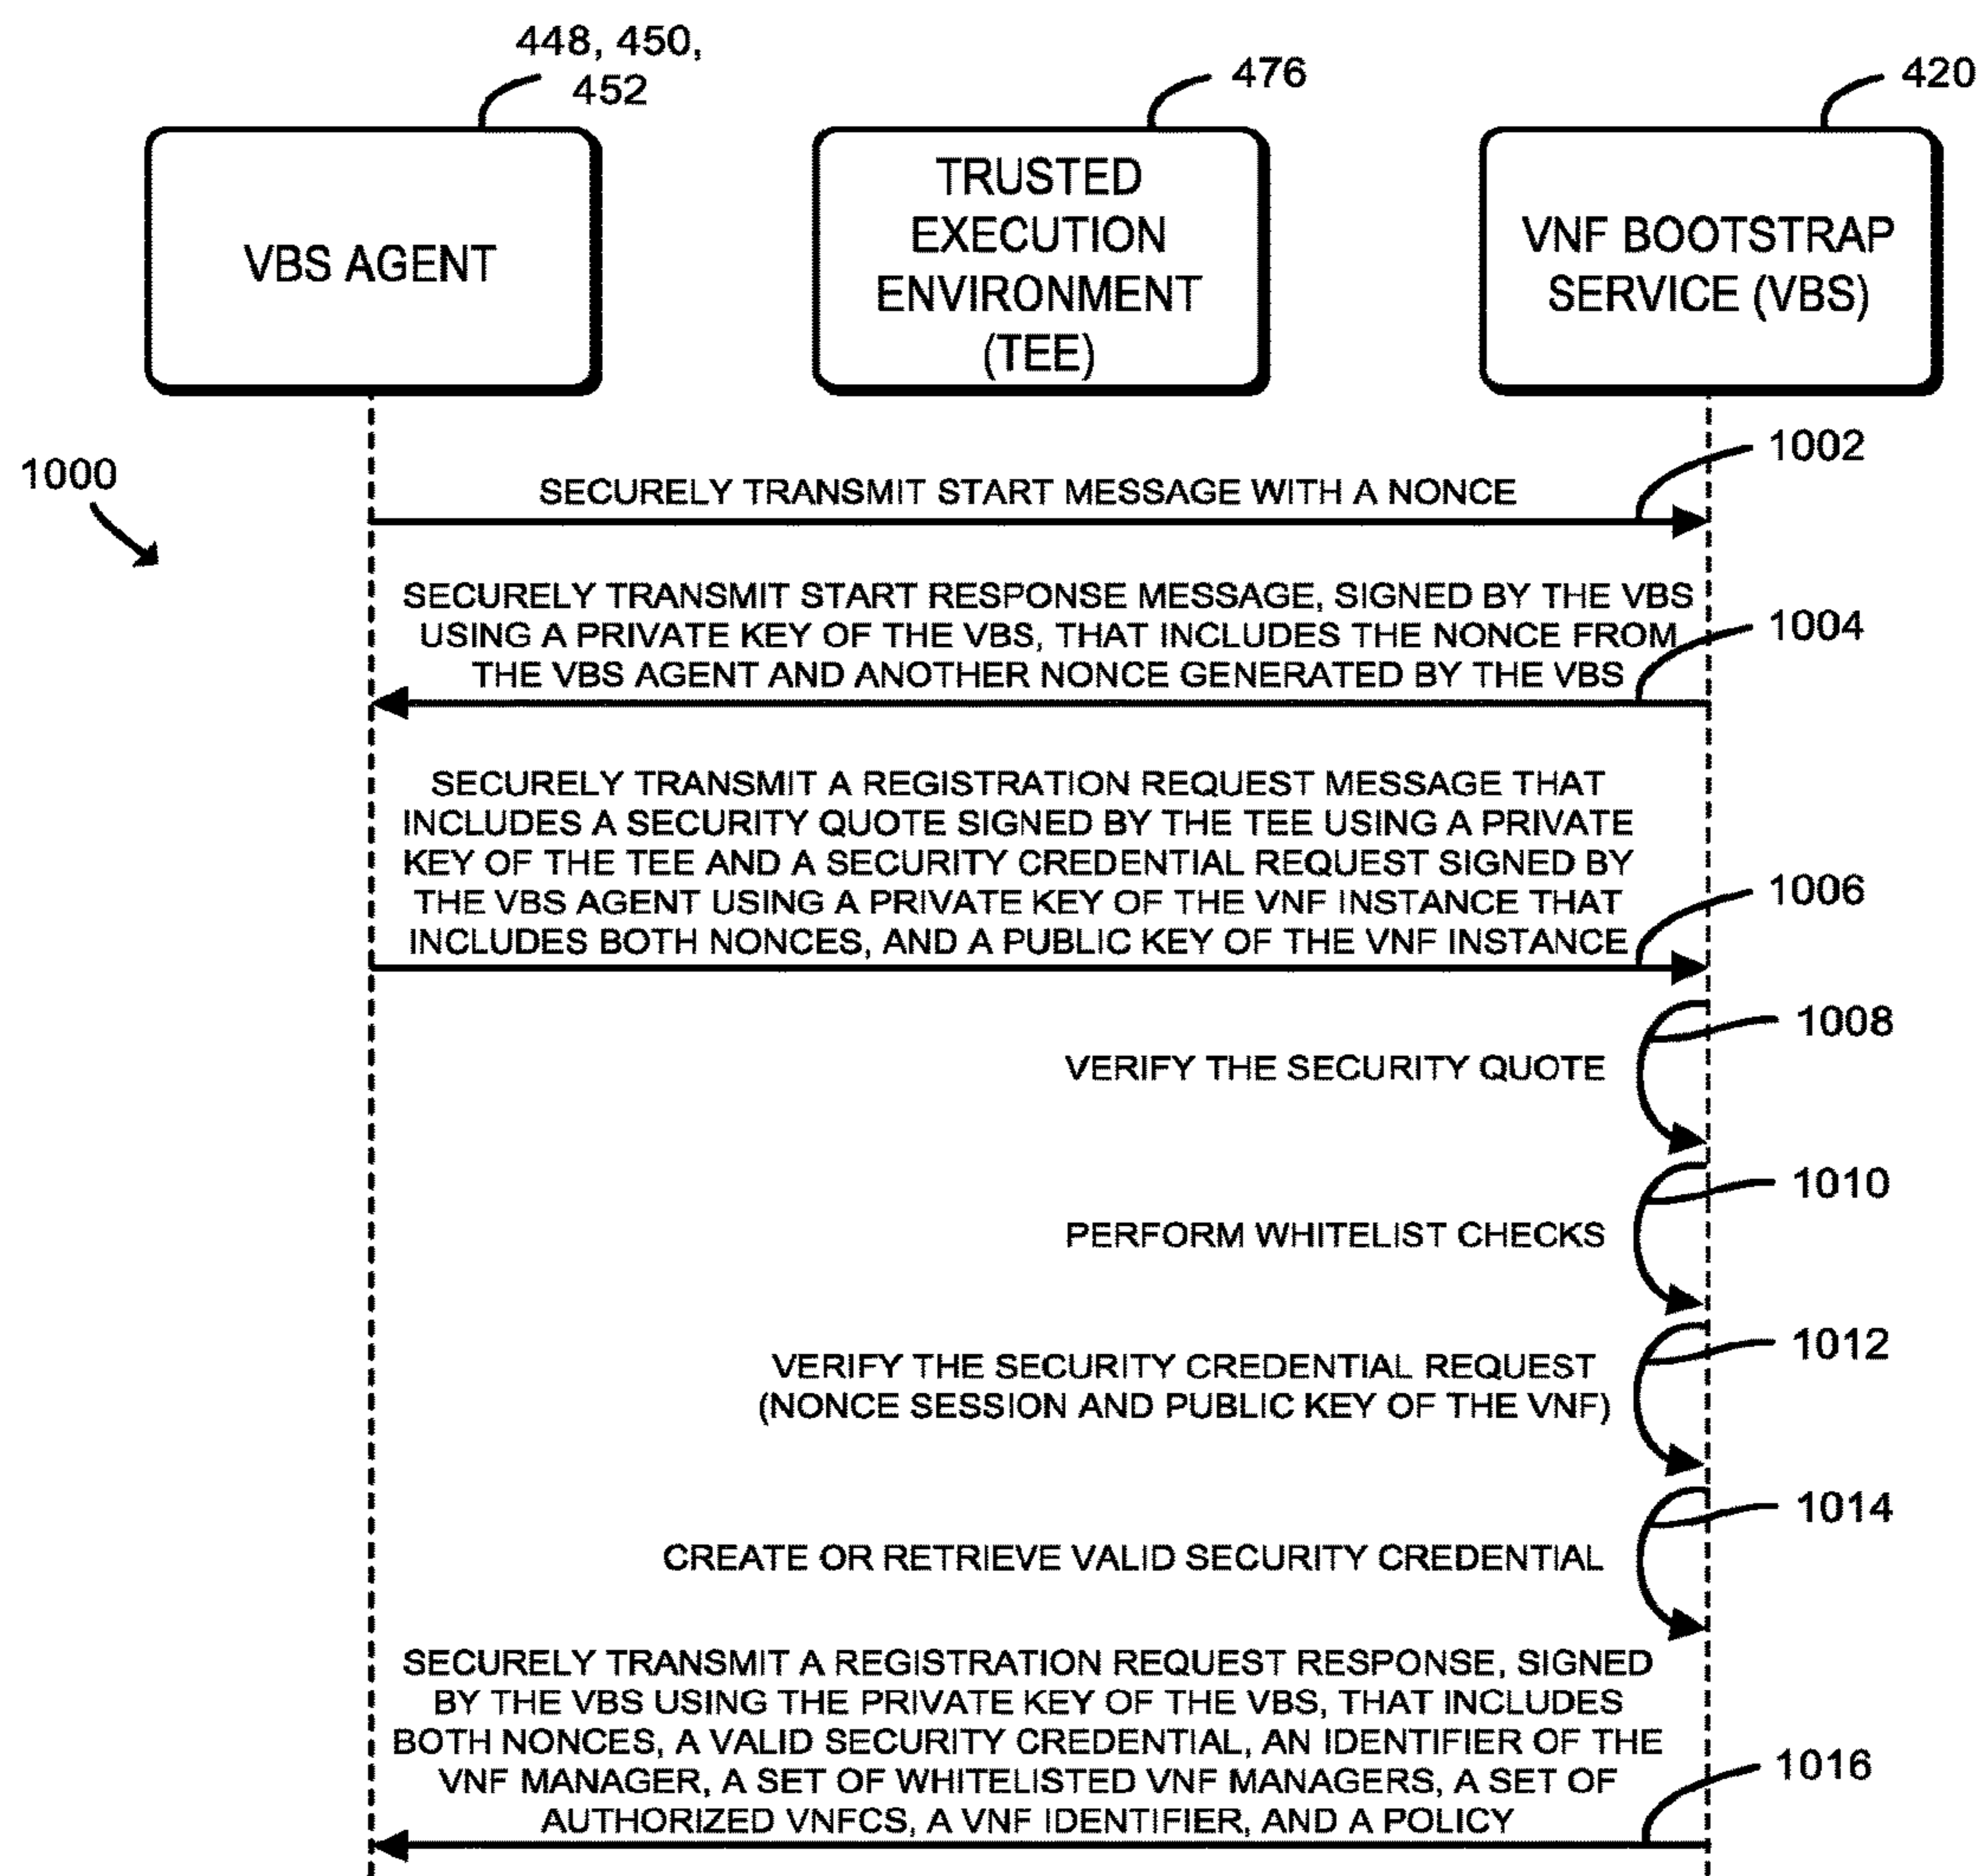 448, 450,
452
476
420
VBS AGENT
TRUSTED
EXECUTION
ENVIRONMENT
(TEE)
VNF BOOTSTRAP
SERVICE (VBS)
1000
1002
SECURELY TRANSMIT START MESSAGE WITH A NONCE
SECURELY TRANSMIT START RESPONSE MESSAGE, SIGNED BY THE VBS
USING A PRIVATE KEY OF THE VBS, THAT INCLUDES THE NONCE FROM
THE VBS AGENT AND ANOTHER NONCE GENERATED BY THE VBS
1004
SECURELY TRANSMIT A REGISTRATION REQUEST MESSAGE THAT
INCLUDES A SECURITY QUOTE SIGNED BY THE TEE USING A PRIVATE
KEY OF THE TEE AND A SECURITY CREDENTIAL REQUEST SIGNED BY
THE VBS AGENT USING A PRIVATE KEY OF THE VNF INSTANCE THAT
INCLUDES BOTH NONCES, AND A PUBLIC KEY OF THE VNF INSTANCE
1006
1008
VERIFY THE SECURITY QUOTE
1010
PERFORM WHITELIST CHECKS
1012
VERIFY THE SECURITY CREDENTIAL REQUEST
(NONCE SESSION AND PUBLIC KEY OF THE VNF)
1014
CREATE OR RETRIEVE VALID SECURITY CREDENTIAL
SECURELY TRANSMIT A REGISTRATION REQUEST RESPONSE, SIGNED
BY THE VBS USING THE PRIVATE KEY OF THE VBS, THAT INCLUDES
BOTH NONCES, A VALID SECURITY CREDENTIAL, AN IDENTIFIER OF THE
VNF MANAGER, A SET OF WHITELISTED VNF MANAGERS, A SET OF
AUTHORIZED VNFCS, A VNF IDENTIFIER, AND A POLICY
1016